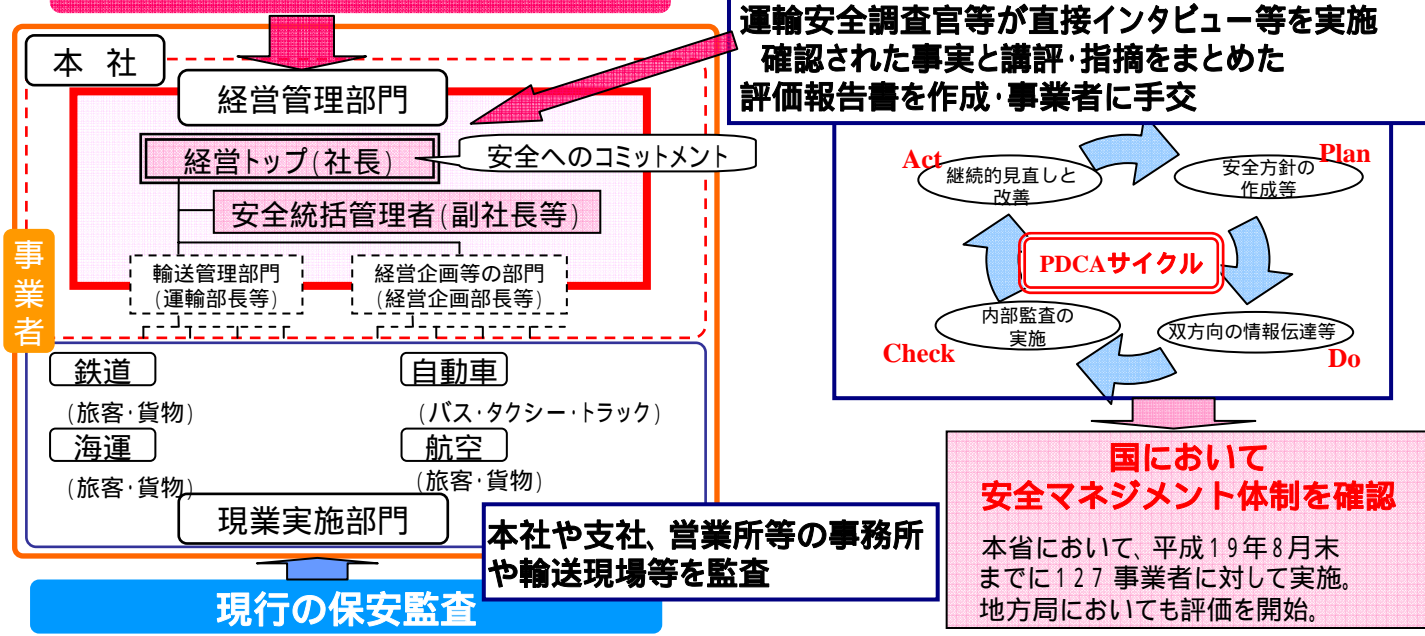 運輸安全調査官等が直接インタビュー等を実施
確認された事実と講評･指摘をまとめた
評価報告書を作成･事業者に手交
本 社
経営管理部門
経営トップ(社長)
安全へのコミットメント
安全統括管理者(副社長等)
輸送管理部門
(運輸部長等)
経営企画等の部門
(経営企画部長等)
事業者
鉄道
(旅客･貨物)
自動車
(バス･タクシー･トラック)
海運
(旅客･貨物)
航空
(旅客･貨物)
現業実施部門
本社や支社、営業所等の事務所
や輸送現場等を監査
現行の保安監査
Act
継続的見直しと
改善
Plan
安全方針の
作成等
PDCAサイクル
内部監査の
実施
Check
双方向の情報伝達等
Do
国において
安全マネジメント体制を確認
本省において、平成19年8月末
までに127事業者に対して実施。
地方局においても評価を開始。